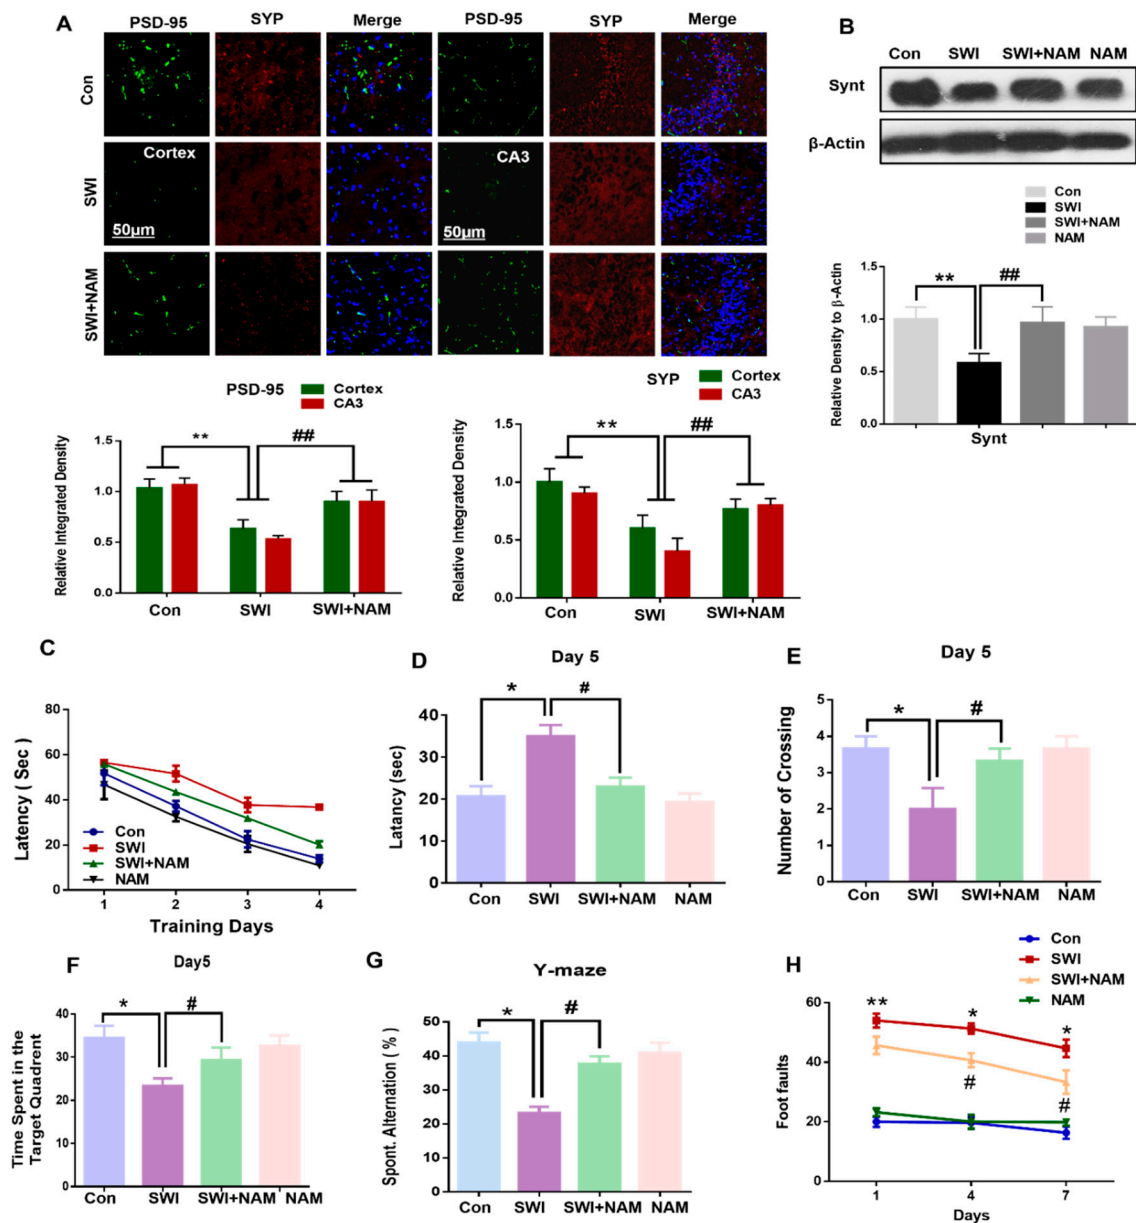 A
PSD-95 SYP Merge PSD-95 SYP Merge
Con
SWI
SWI+NAM
Cortex
CA3
50µm
50µm
PSD-95
Cortex
CA3
Relative Integrated Density
1.5
1.0
0.5
0.0
**
##
Con SWI SWI+NAM
SYP
Cortex
CA3
Relative Integrated Density
1.5
1.0
0.5
0.0
**
##
Con SWI SWI+NAM
B
Con SWI SWI+NAM NAM
Synt
β-Actin
Con
SWI
SWI+NAM
NAM
Relative Density to β-Actin
1.5
1.0
0.5
0.0
**
##
Synt
C
Latency ( Sec )
80
60
40
20
0
Con
SWI
SWI+NAM
NAM
1 2 3 4
Training Days
D
Day 5
Latancy (sec)
40
30
20
10
0
*
#
Con SWI SWI+NAM NAM
E
Day 5
Number of Crossing
5
4
3
2
1
0
*
#
Con SWI SWI+NAM NAM
F
Day5
Time Spent in the
Target Quadrent
40
30
20
10
0
*
#
Con SWI SWI+NAM NAM
G
Y-maze
Spont. Alternation ( %
50
40
30
20
10
0
*
#
Con SWI SWI+NAM NAM
H
Con
SWI
SWI+NAM
NAM
Foot faults
60
40
20
0
**
*
*
#
#
1 4 7
Days